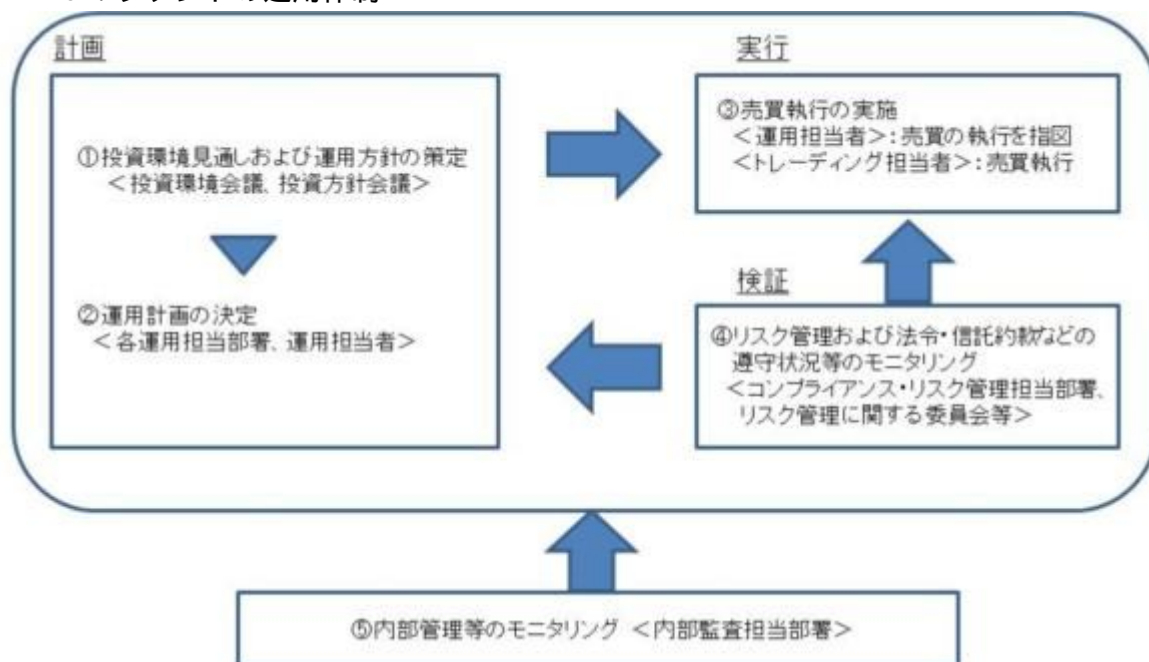 計画
①投資環境見通しおよび運用方針の策定
<投資環境会議、投資方針会議>
②運用計画の決定
<各運用担当部署、運用担当者>
実行
③売買執行の実施
<運用担当者>:売買の執行を指図
<トレーディング担当者>:売買執行
検証
④リスク管理および法令・信託約款などの
遵守状況等のモニタリング
<コンプライアンス・リスク管理担当部署、
リスク管理に関する委員会等>
⑤内部管理等のモニタリング <内部監査担当部署>